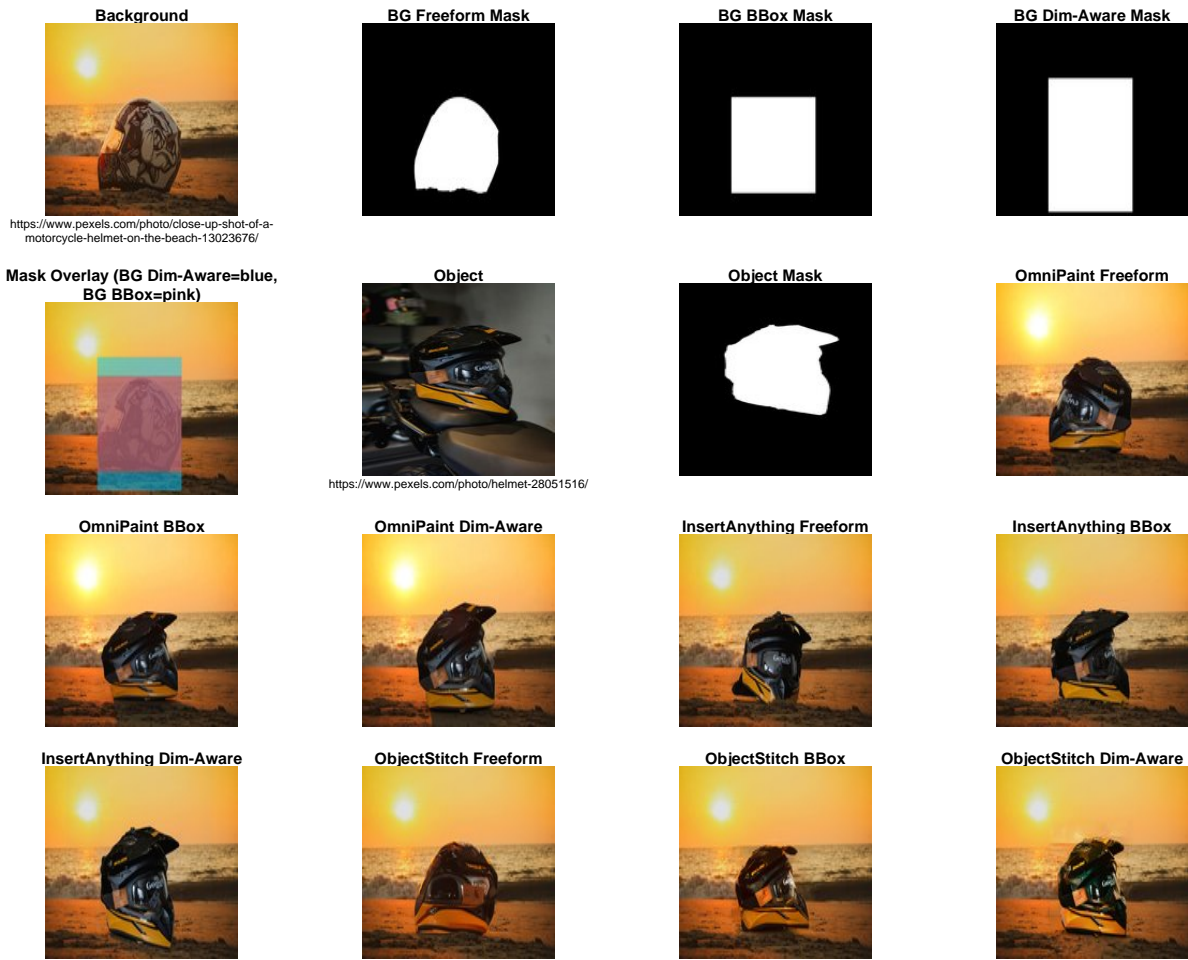 Background
BG Freeform Mask
BG BBox Mask
BG Dim-Aware Mask
https://www.pexels.com/photo/close-up-shot-of-a-
motorcycle-helmet-on-the-beach-13023676/
Mask Overlay (BG Dim-Aware=blue,
BG BBox=pink)
Object
Object Mask
OmniPaint Freeform
https://www.pexels.com/photo/helmet-28051516/
OmniPaint BBox
OmniPaint Dim-Aware
InsertAnything Freeform
InsertAnything BBox
InsertAnything Dim-Aware
ObjectStitch Freeform
ObjectStitch BBox
ObjectStitch Dim-Aware